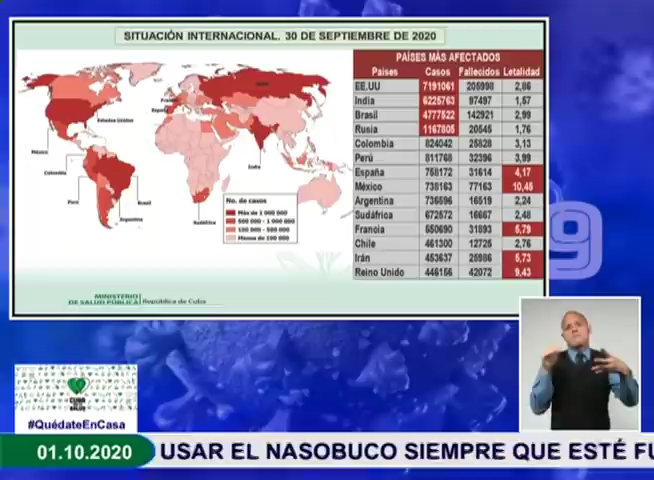 SITUACIÓN INTERNACIONAL. 30 DE SEPTIEMBRE DE 2020
PAÍSES MÁS AFECTADOS
Países Casos Fallecidos Letalidad
EE.UU 7191061 205998 2,86
India 6225763 97497 1,57
Brasil 4777522 142921 2,99
Rusia 1167805 20545 1,76
Colombia 824042 25828 3,13
Perú 811768 32396 3,99
España 758172 31614 4,17
México 738163 77163 10,45
Argentina 736596 16519 2,24
Sudáfrica 672572 16667 2,48
Francia 550690 31893 5,79
Chile 461300 12725 2,76
Irán 453637 25986 5,73
Reino Unido 446156 42072 9,43
Estados Unidos
México
Colombia
Perú
Brasil
Argentina
Sudáfrica
India
No. de casos
Más de 1 000 000
500 000 - 1 000 000
100 000 - 500 000
Menos de 100 000
MINISTERIO
DE SALUD PÚBLICA
República de Cuba
9
CUBA
#QuédateEnCasa
01.10.2020 USAR EL NASOBUCO SIEMPRE QUE ESTÉ FU